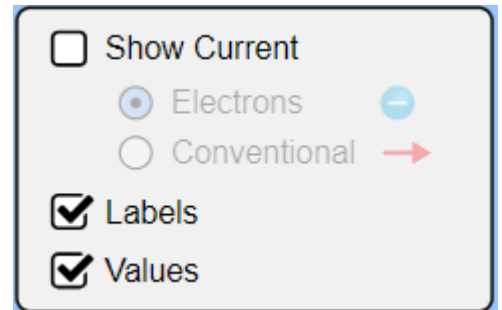 Show Current
Electrons
Conventional
Labels
Values